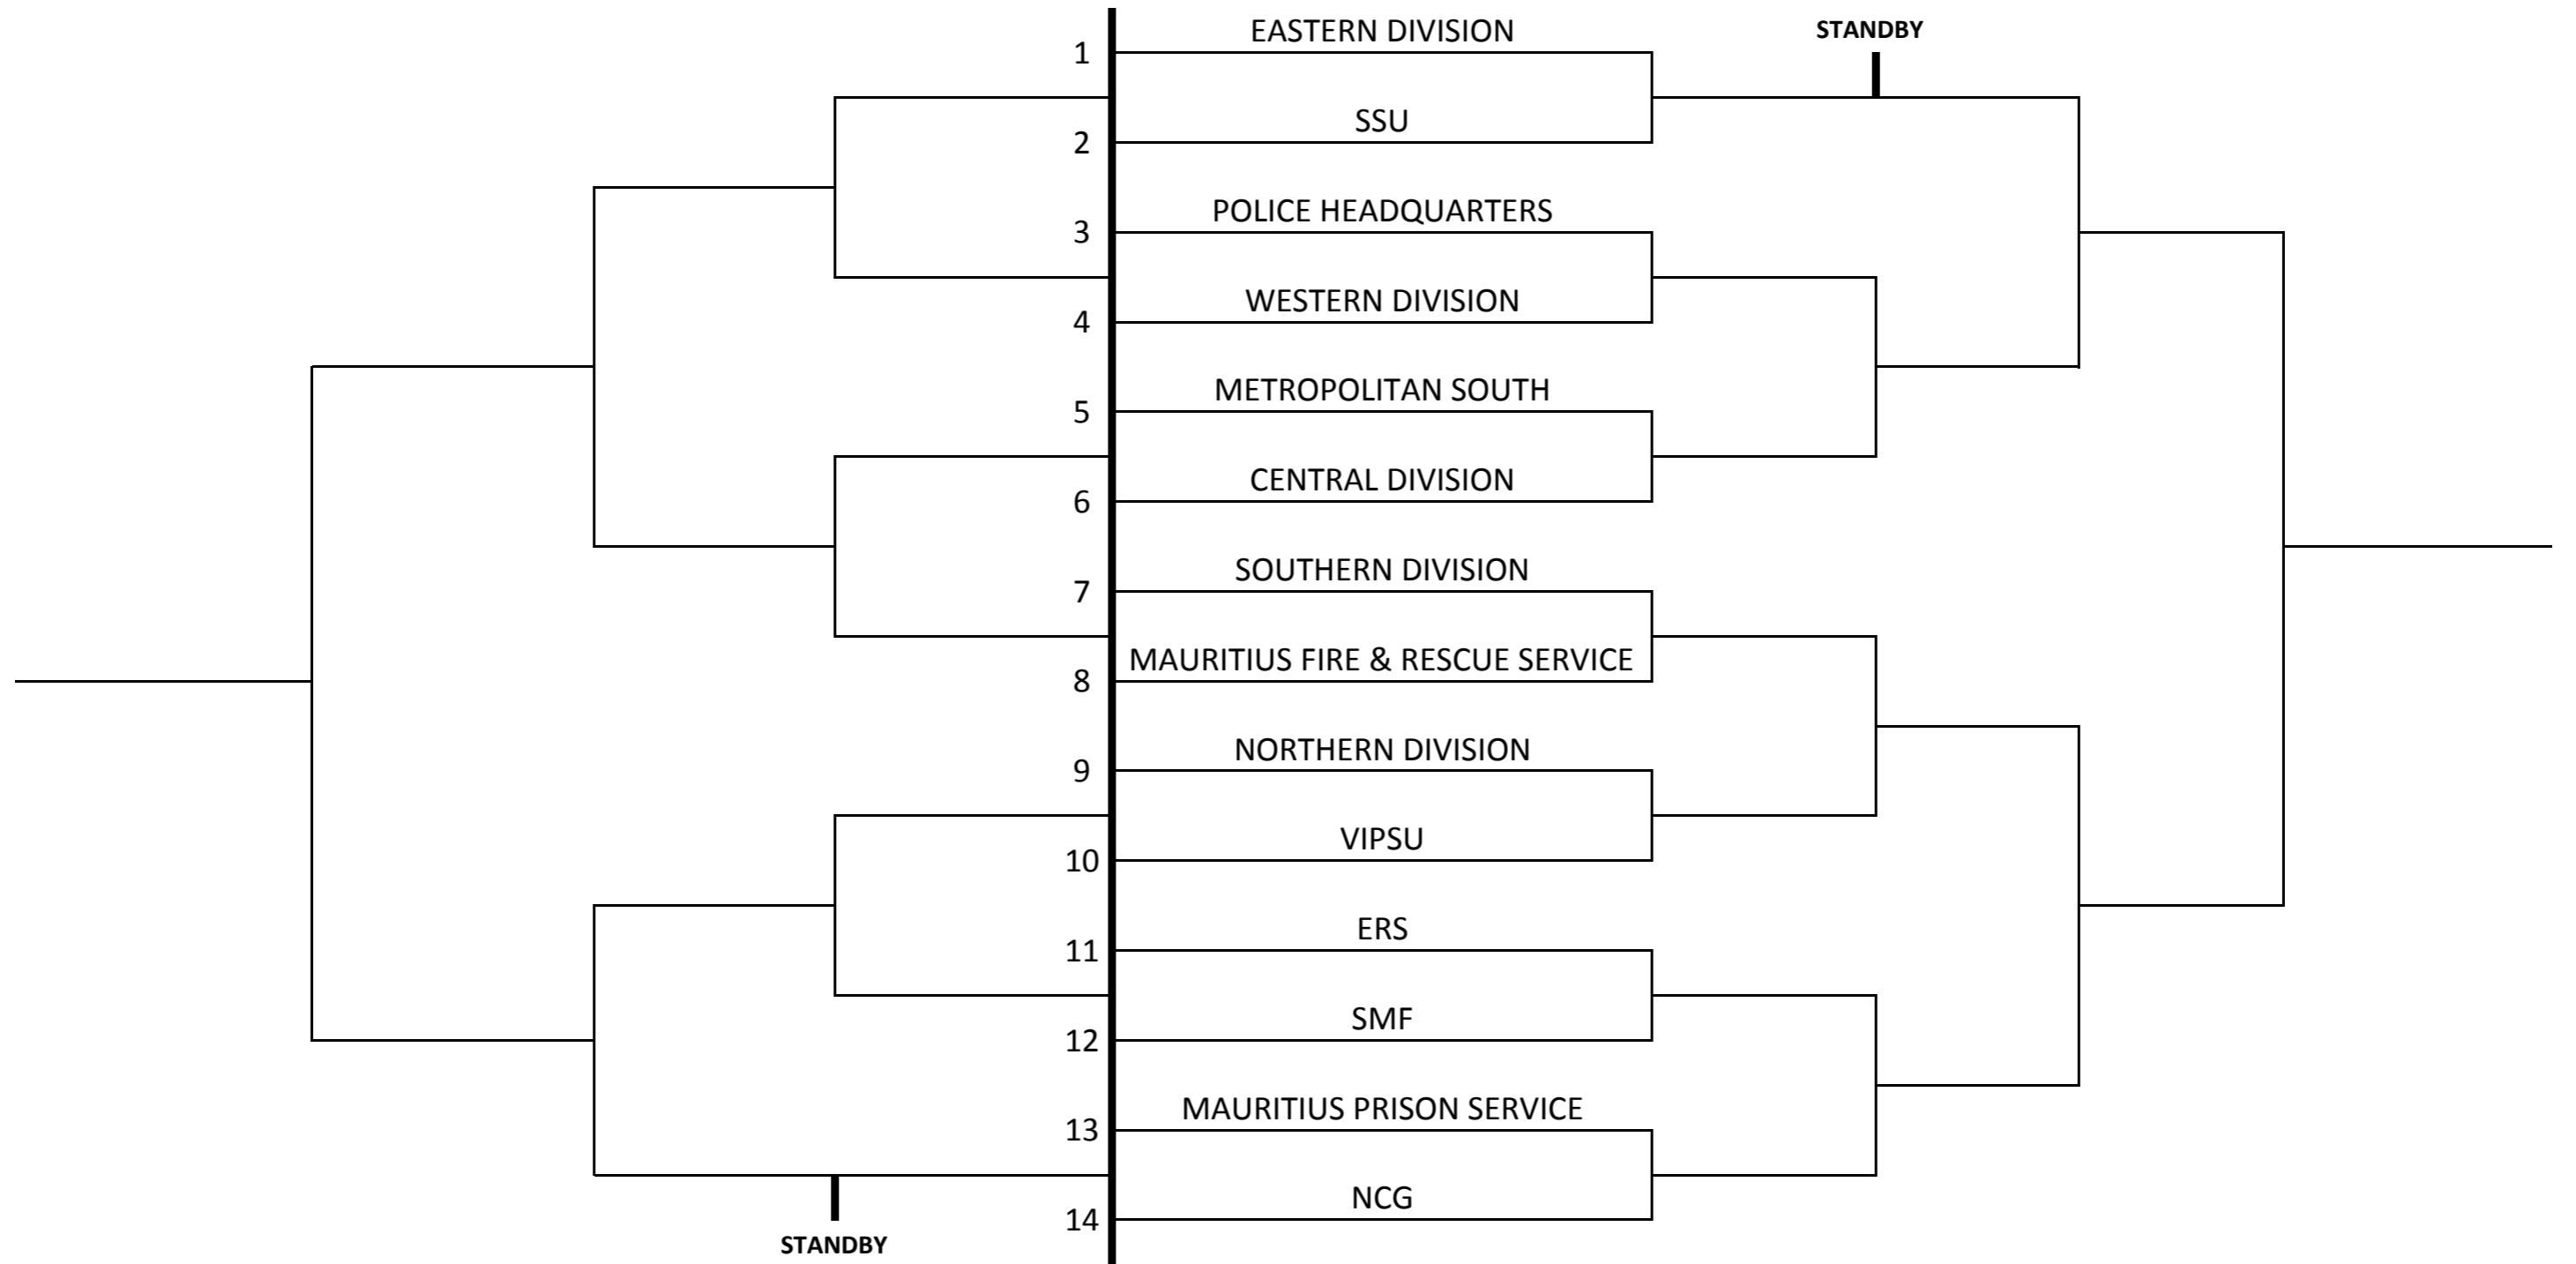 EASTERN DIVISION
STANDBY
1
SSU
2
POLICE HEADQUARTERS
3
WESTERN DIVISION
4
METROPOLITAN SOUTH
5
CENTRAL DIVISION
6
SOUTHERN DIVISION
7
MAURITIUS FIRE & RESCUE SERVICE
8
NORTHERN DIVISION
9
VIPSU
10
ERS
11
SMF
12
MAURITIUS PRISON SERVICE
13
NCG
14
STANDBY